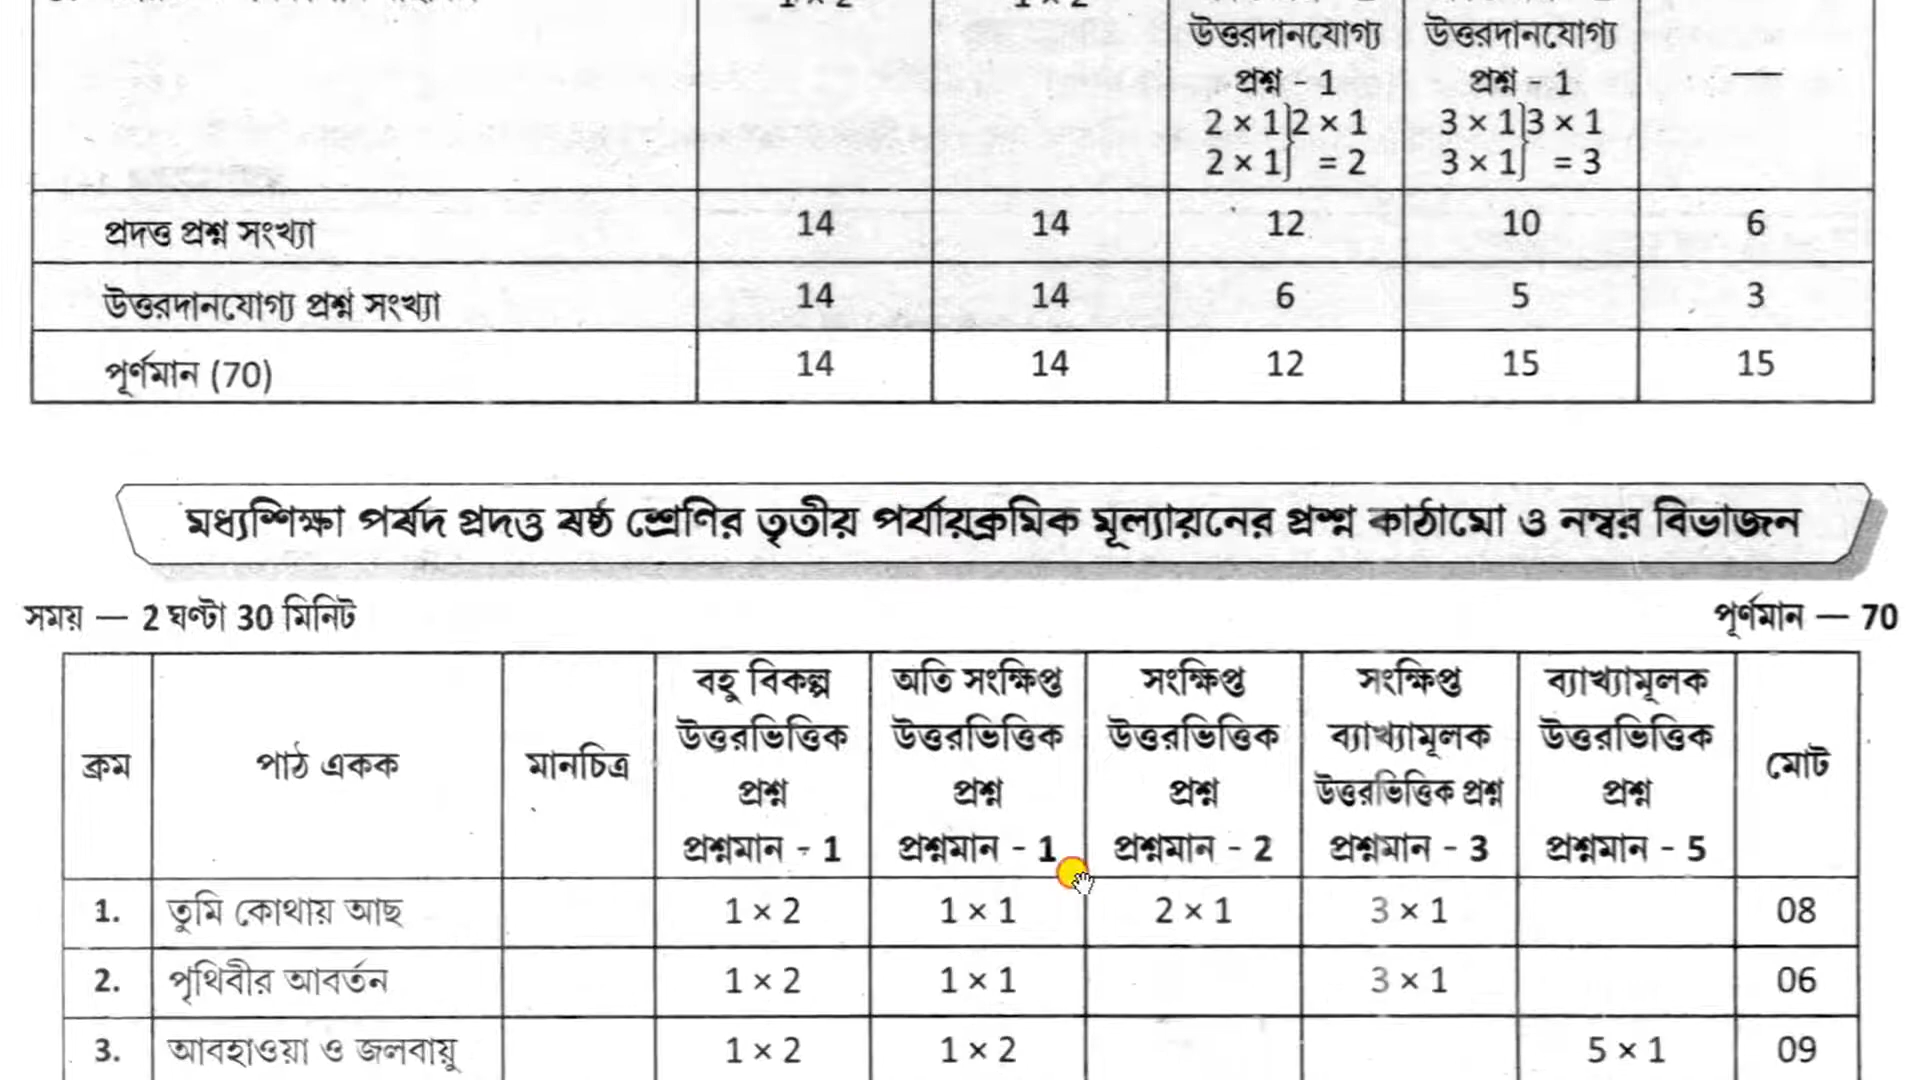 উত্তরদানযোগ্য উত্তরদানযোগ্য
প্রশ্ন - 1 প্রশ্ন - 1 —
2 × 1}2 × 1 3 × 1}3 × 1
2 × 1} = 2 3 × 1} = 3
প্রদত্ত প্রশ্ন সংখ্যা 14 14 12 10 6
উত্তরদানযোগ্য প্রশ্ন সংখ্যা 14 14 6 5 3
পূর্ণমান (70) 14 14 12 15 15
মধ্যশিক্ষা পর্ষদ প্রদত্ত ষষ্ঠ শ্রেণির তৃতীয় পর্যায়ক্রমিক মূল্যায়নের প্রশ্ন কাঠামো ও নম্বর বিভাজন
সময় — 2 ঘণ্টা 30 মিনিট পূর্ণমান — 70
ক্রম পাঠ একক মানচিত্র মোট
বহু বিকল্প অতি সংক্ষিপ্ত সংক্ষিপ্ত সংক্ষিপ্ত ব্যাখ্যামূলক
উত্তরভিত্তিক উত্তরভিত্তিক উত্তরভিত্তিক ব্যাখ্যামূলক উত্তরভিত্তিক
প্রশ্ন প্রশ্ন প্রশ্ন উত্তরভিত্তিক প্রশ্ন প্রশ্ন
প্রশ্নমান - 1 প্রশ্নমান - 1 প্রশ্নমান - 2 প্রশ্নমান - 3 প্রশ্নমান - 5
1. তুমি কোথায় আছ 1 × 2 1 × 1 2 × 1 3 × 1 08
2. পৃথিবীর আবর্তন 1 × 2 1 × 1 3 × 1 06
3. আবহাওয়া ও জলবায়ু 1 × 2 1 × 2 5 × 1 09